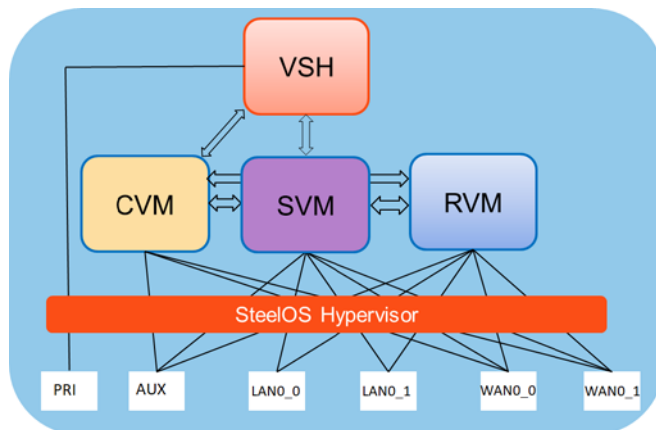 VSH
CVM
SVM
RVM
SteelOS Hypervisor
PRI
AUX
LAN0_0
LAN0_1
WAN0_0
WAN0_1